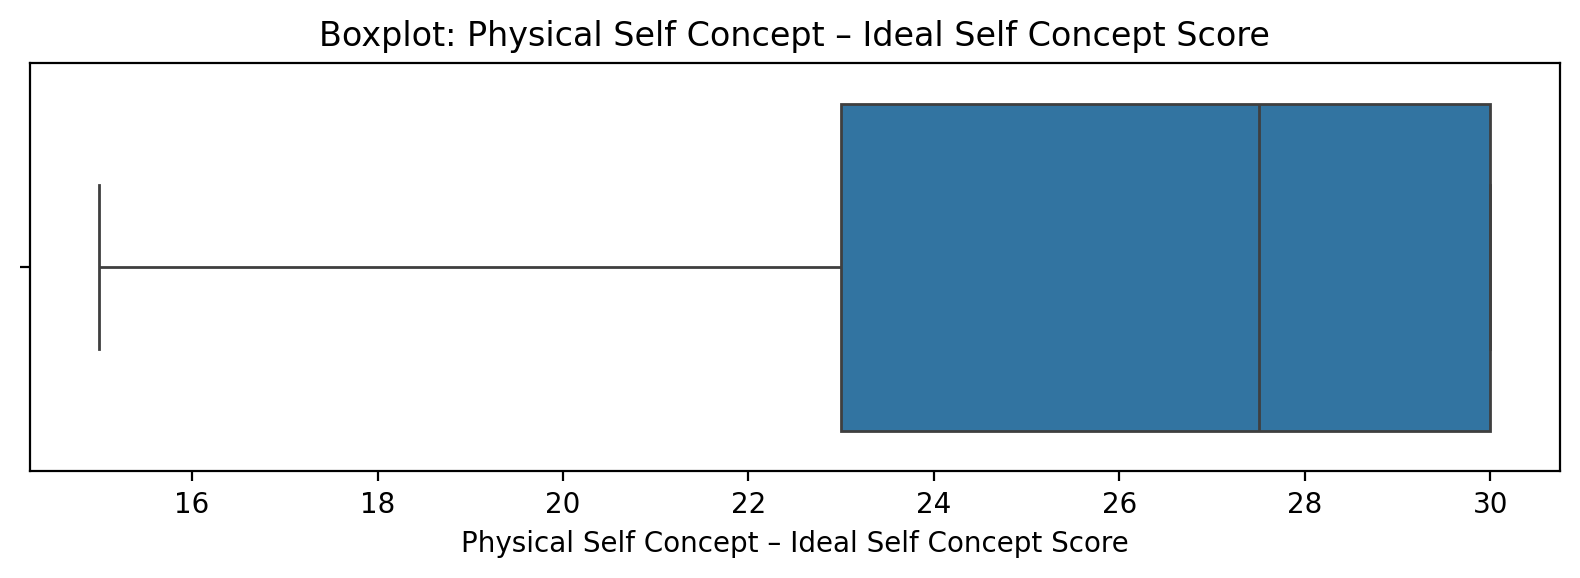 Boxplot: Physical Self Concept – Ideal Self Concept Score
16 18 20 22 24 26 28 30
Physical Self Concept – Ideal Self Concept Score